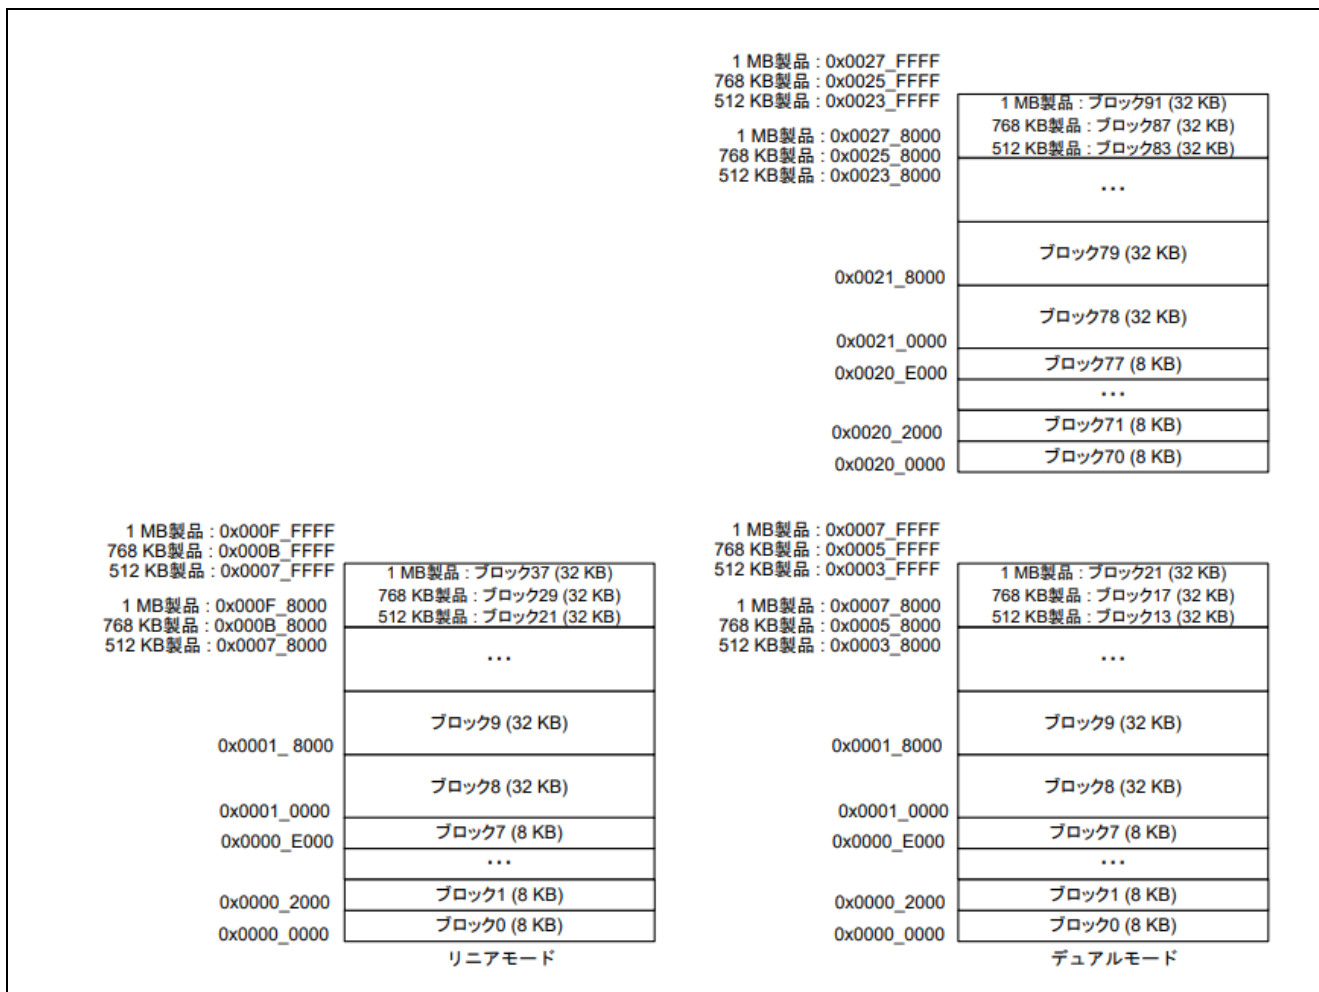 1 MB製品 : 0x0027_FFFF
768 KB製品 : 0x0025_FFFF
512 KB製品 : 0x0023_FFFF
1 MB製品 : ブロック91 (32 KB)
768 KB製品 : ブロック87 (32 KB)
512 KB製品 : ブロック83 (32 KB)
1 MB製品 : 0x0027_8000
768 KB製品 : 0x0025_8000
512 KB製品 : 0x0023_8000
...
ブロック79 (32 KB)
0x0021_8000
ブロック78 (32 KB)
0x0021_0000
ブロック77 (8 KB)
0x0020_E000
...
ブロック71 (8 KB)
0x0020_2000
ブロック70 (8 KB)
0x0020_0000
1 MB製品 : 0x000F_FFFF
768 KB製品 : 0x000B_FFFF
512 KB製品 : 0x0007_FFFF
1 MB製品 : ブロック37 (32 KB)
768 KB製品 : ブロック29 (32 KB)
512 KB製品 : ブロック21 (32 KB)
1 MB製品 : 0x000F_8000
768 KB製品 : 0x000B_8000
512 KB製品 : 0x0007_8000
...
ブロック9 (32 KB)
0x0001_ 8000
ブロック8 (32 KB)
0x0001_0000
ブロック7 (8 KB)
0x0000_E000
...
ブロック1 (8 KB)
0x0000_2000
ブロック0 (8 KB)
0x0000_0000
リニアモード
1 MB製品 : 0x0007_FFFF
768 KB製品 : 0x0005_FFFF
512 KB製品 : 0x0003_FFFF
1 MB製品 : ブロック21 (32 KB)
768 KB製品 : ブロック17 (32 KB)
512 KB製品 : ブロック13 (32 KB)
1 MB製品 : 0x0007_8000
768 KB製品 : 0x0005_8000
512 KB製品 : 0x0003_8000
...
ブロック9 (32 KB)
0x0001_8000
ブロック8 (32 KB)
0x0001_0000
ブロック7 (8 KB)
0x0000_E000
...
ブロック1 (8 KB)
0x0000_2000
ブロック0 (8 KB)
0x0000_0000
デュアルモード